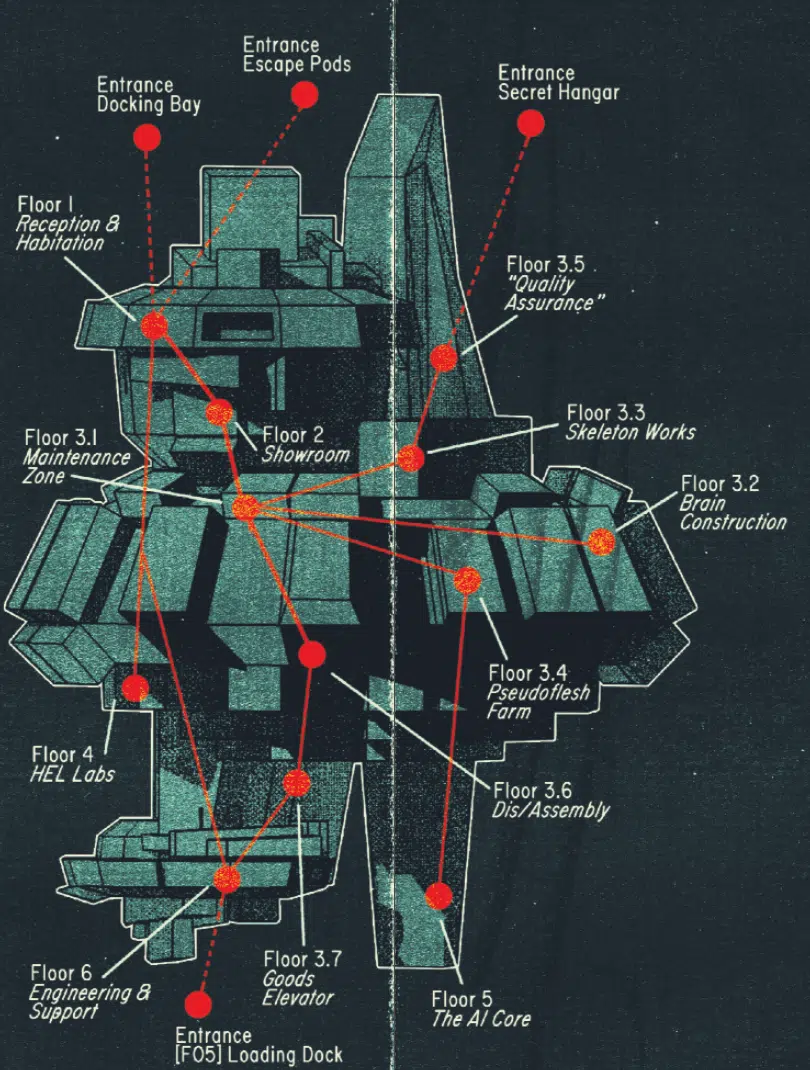 Entrance
Escape Pods
Entrance
Docking Bay
Entrance
Secret Hangar
Floor 1
Reception &
Habitation
Floor 3.5
"Quality
Assurance"
Floor 3.3
Skeleton Works
Floor 3.1
Maintenance
Zone
Floor 2
Showroom
Floor 3.2
Brain
Construction
Floor 3.4
Pseudoflesh
Farm
Floor 4
HEL Labs
Floor 3.6
Dis/Assembly
Floor 3.7
Goods
Elevator
Floor 6
Engineering &
Support
Floor 5
The AI Core
Entrance
[F05] Loading Dock